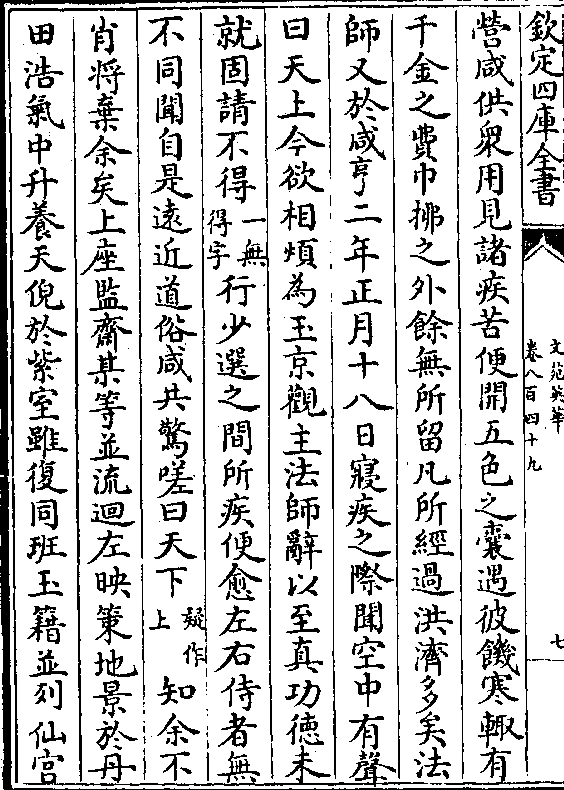 欽定四庫全書
文苑英華
卷八百四十九
七
營咸供衆用見諸疾苦便開五色之囊遇彼饑寒輙有
千金之費巾拂之外餘無所留凡所經過洪濟多矣法
師又於咸亨二年正月十八日寢疾之際聞空中有聲
曰天上今欲相煩為玉京觀主法師辭以至真功德未
就固請不得一無得字行少選之間所疾便愈左右侍者無
不同聞自是遠近道俗咸共驚嗟曰天下疑作上知余不
肖將棄余矣上座監齋某等並流迴左映策地景於丹
田浩氣中升養天倪於紫室雖復同班玉籍並列仙宫